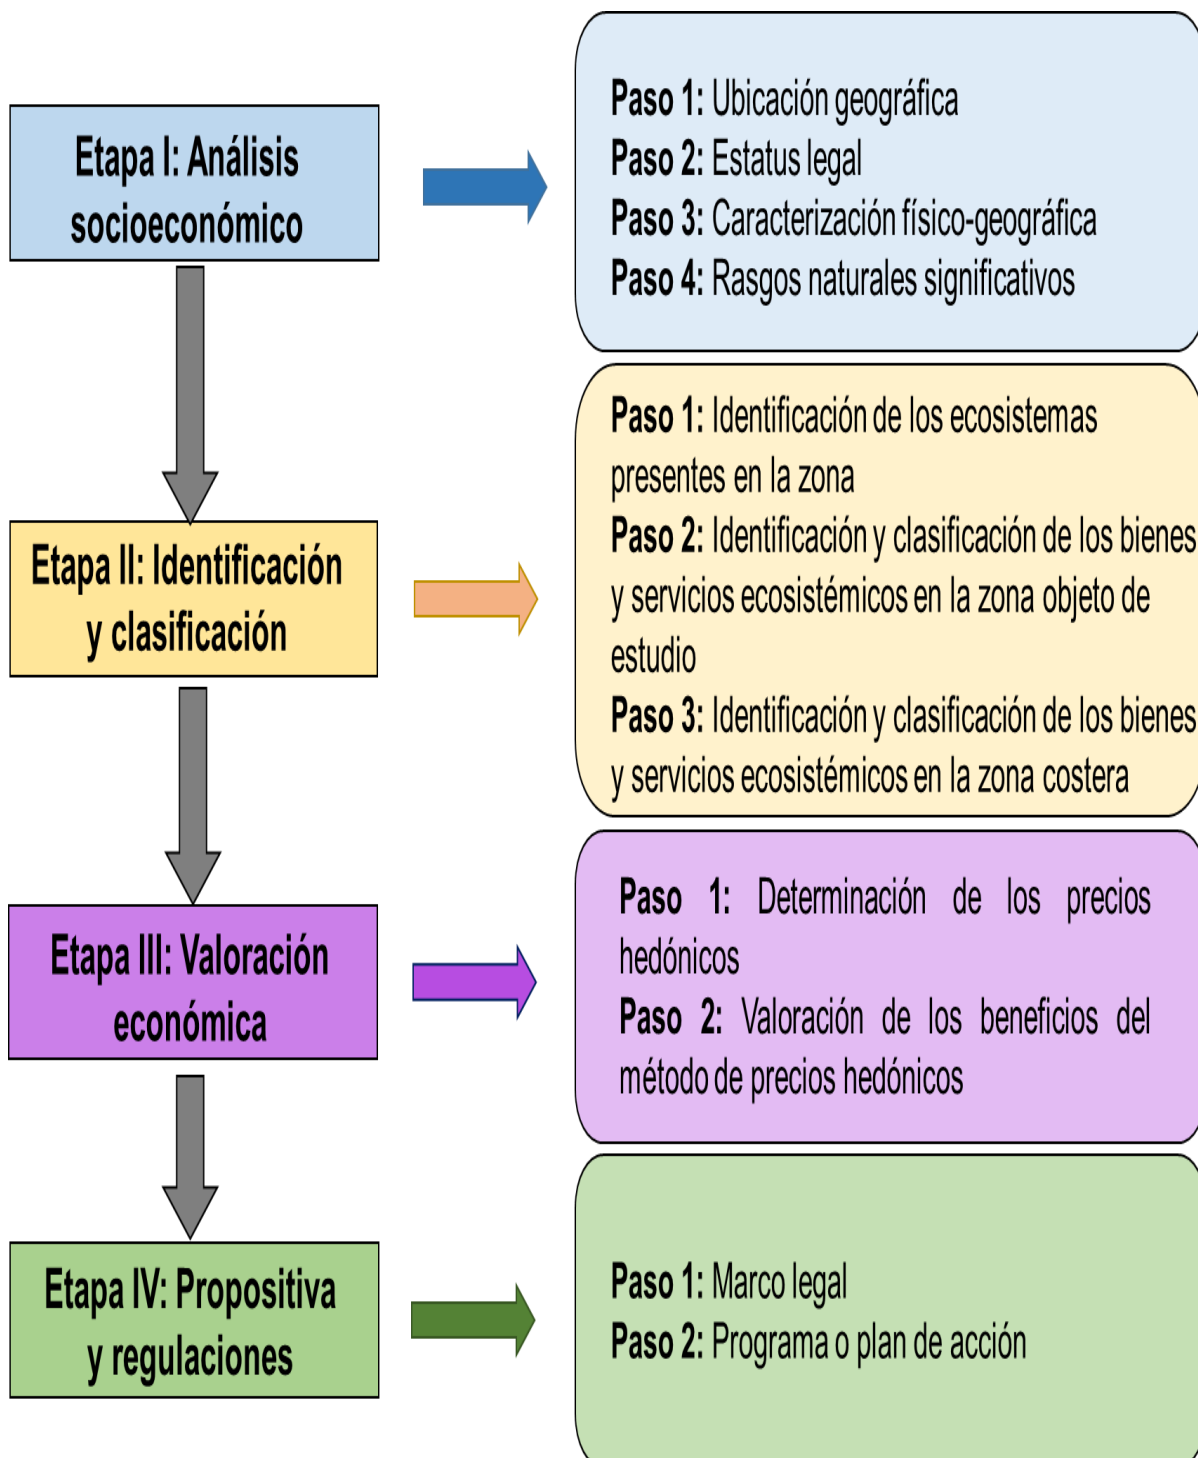 Etapa I: Análisis
socioeconómico
Paso 1: Ubicación geográfica
Paso 2: Estatus legal
Paso 3: Caracterización físico-geográfica
Paso 4: Rasgos naturales significativos
Etapa II: Identificación
y clasificación
Paso 1: Identificación de los ecosistemas
presentes en la zona
Paso 2: Identificación y clasificación de los bienes
y servicios ecosistémicos en la zona objeto de
estudio
Paso 3: Identificación y clasificación de los bienes
y servicios ecosistémicos en la zona costera
Etapa III: Valoración
económica
Paso 1: Determinación de los precios
hedónicos
Paso 2: Valoración de los beneficios del
método de precios hedónicos
Etapa IV: Propositiva
y regulaciones
Paso 1: Marco legal
Paso 2: Programa o plan de acción